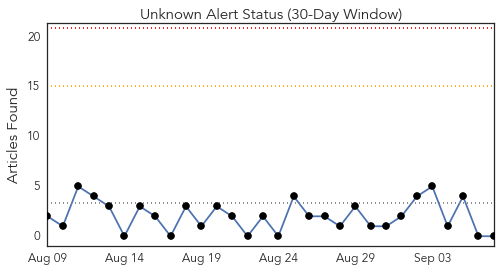 Unknown Alert Status (30-Day Window)
Articles Found
20
15
10
5
0
Aug 09 Aug 14 Aug 19 Aug 24 Aug 29 Sep 03